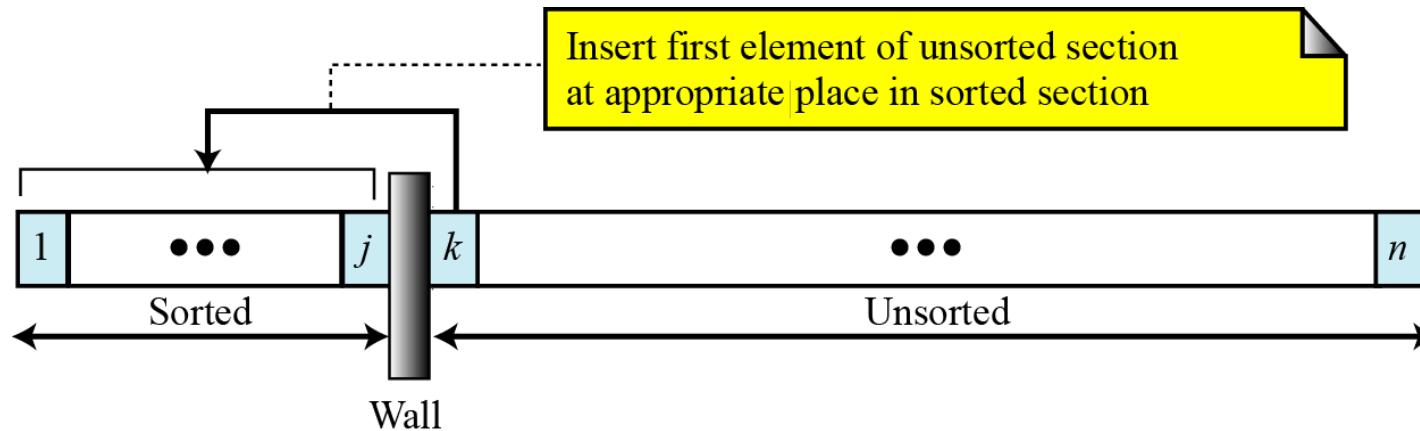 Insert first element of unsorted section
at appropriate place in sorted section
1 ●●● j k ●●● n
Sorted Unsorted
Wall